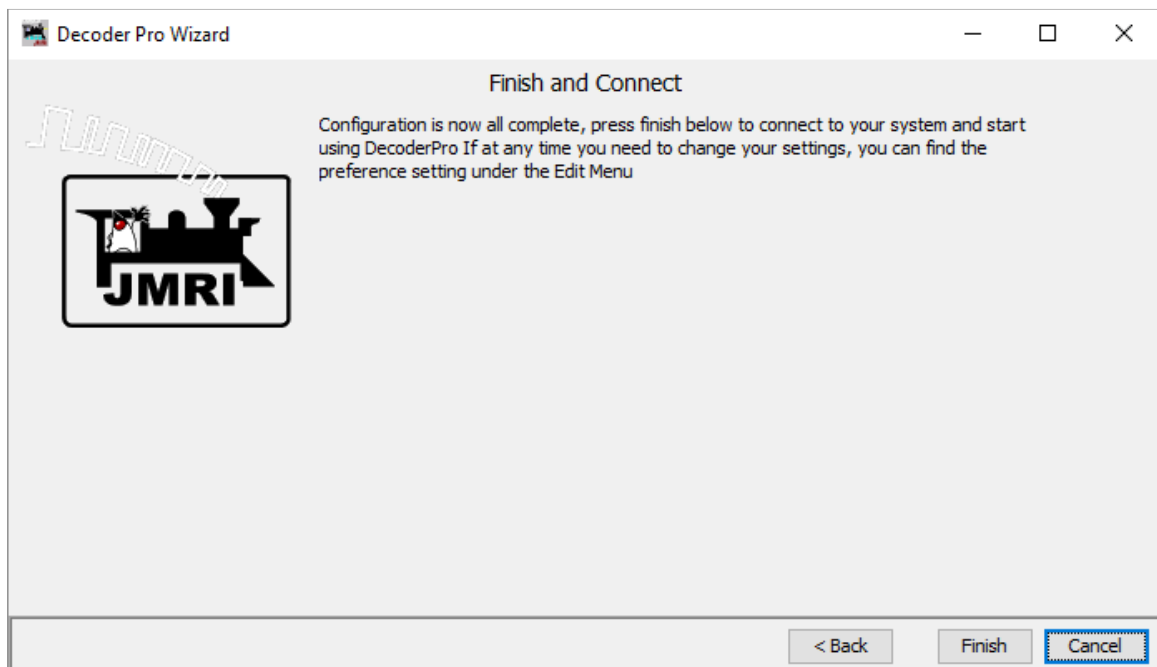 Decoder Pro Wizard
Finish and Connect
Configuration is now all complete, press finish below to connect to your system and start
using DecoderPro If at any time you need to change your settings, you can find the
preference setting under the Edit Menu
JMRI
< Back
Finish
Cancel